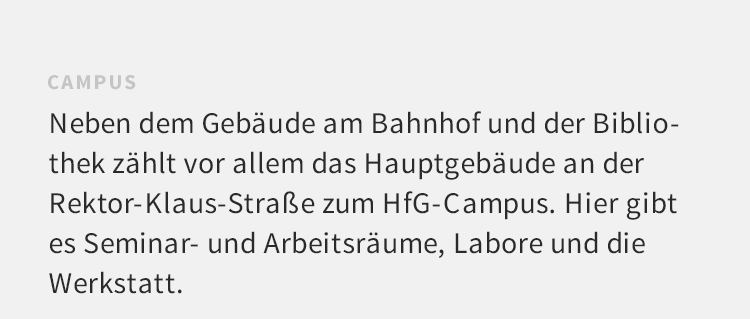 CAMPUS
Neben dem Gebäude am Bahnhof und der Biblio-
thek zählt vor allem das Hauptgebäude an der
Rektor-Klaus-Straße zum HfG-Campus. Hier gibt
es Seminar- und Arbeitsräume, Labore und die
Werkstatt.